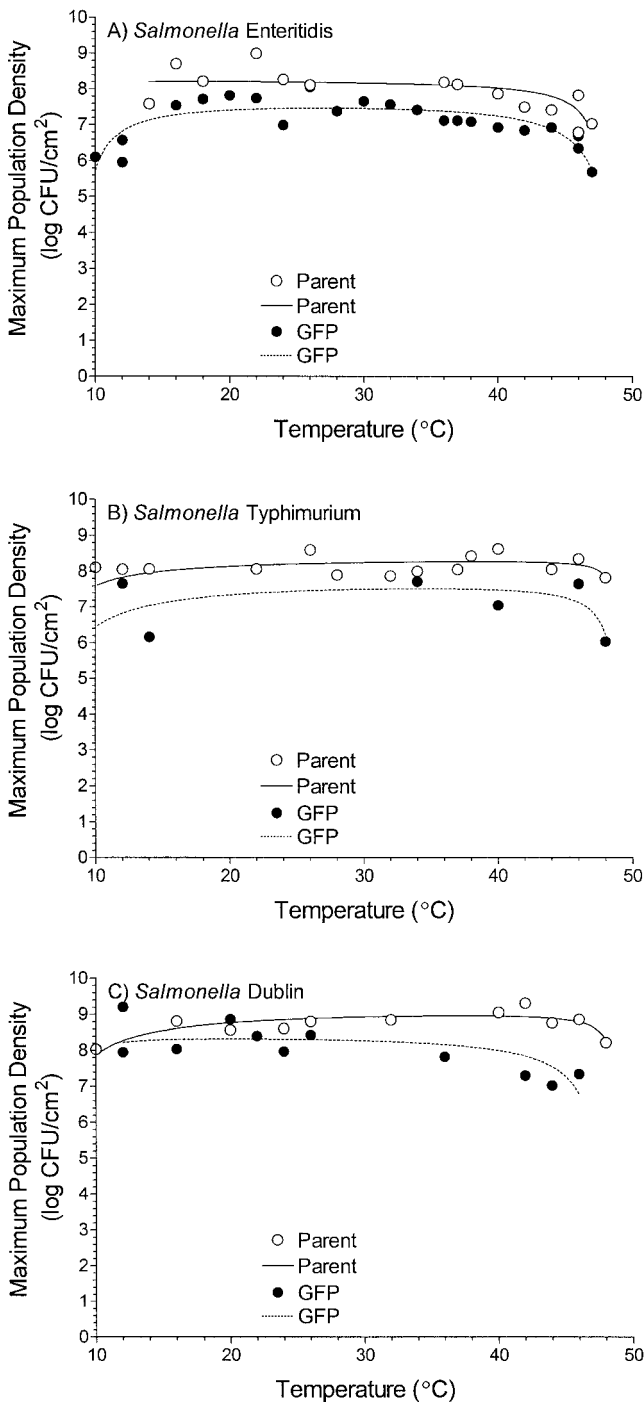 A) Salmonella Enteritidis
Maximum Population Density
(log CFU/cm²)
10
9
8
7
6
5
4
3
2
1
0
Parent
Parent
GFP
GFP
10 20 30 40 50
Temperature (°C)
B) Salmonella Typhimurium
Maximum Population Density
(log CFU/cm²)
10
9
8
7
6
5
4
3
2
1
0
Parent
Parent
GFP
GFP
10 20 30 40 50
Temperature (°C)
C) Salmonella Dublin
Maximum Population Density
(log CFU/cm²)
10
9
8
7
6
5
4
3
2
1
0
Parent
Parent
GFP
GFP
10 20 30 40 50
Temperature (°C)